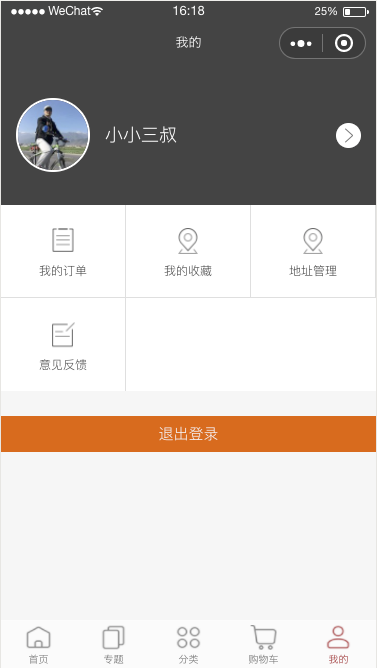 WeChat 16:18 25%
我的
小小三叔
我的订单 我的收藏 地址管理
意见反馈
退出登录
首页 专题 分类 购物车 我的